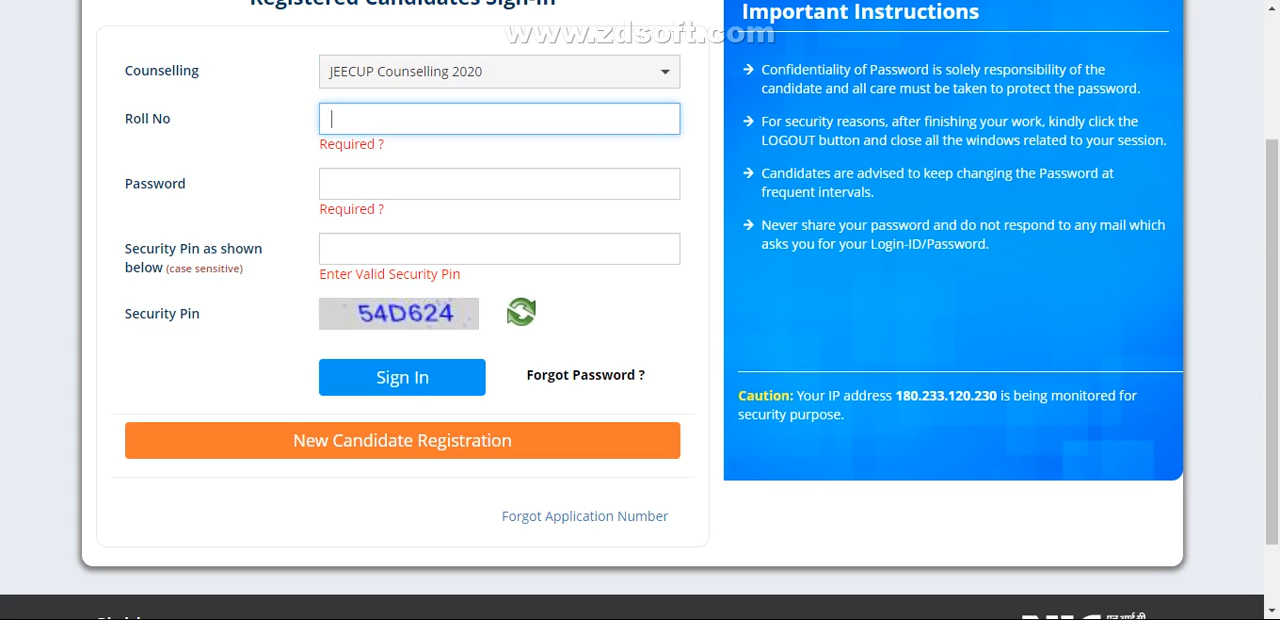 Registered Candidates Sign-In
www.zdsoft.com
Counselling
JEECUP Counselling 2020
Roll No
Required ?
Password
Required ?
Security Pin as shown
below (case sensitive)
Enter Valid Security Pin
Security Pin
54D624
Sign In
Forgot Password ?
New Candidate Registration
Forgot Application Number
Important Instructions
Confidentiality of Password is solely responsibility of the
candidate and all care must be taken to protect the password.
For security reasons, after finishing your work, kindly click the
LOGOUT button and close all the windows related to your session.
Candidates are advised to keep changing the Password at
frequent intervals.
Never share your password and do not respond to any mail which
asks you for your Login-ID/Password.
Caution: Your IP address 180.233.120.230 is being monitored for
security purpose.